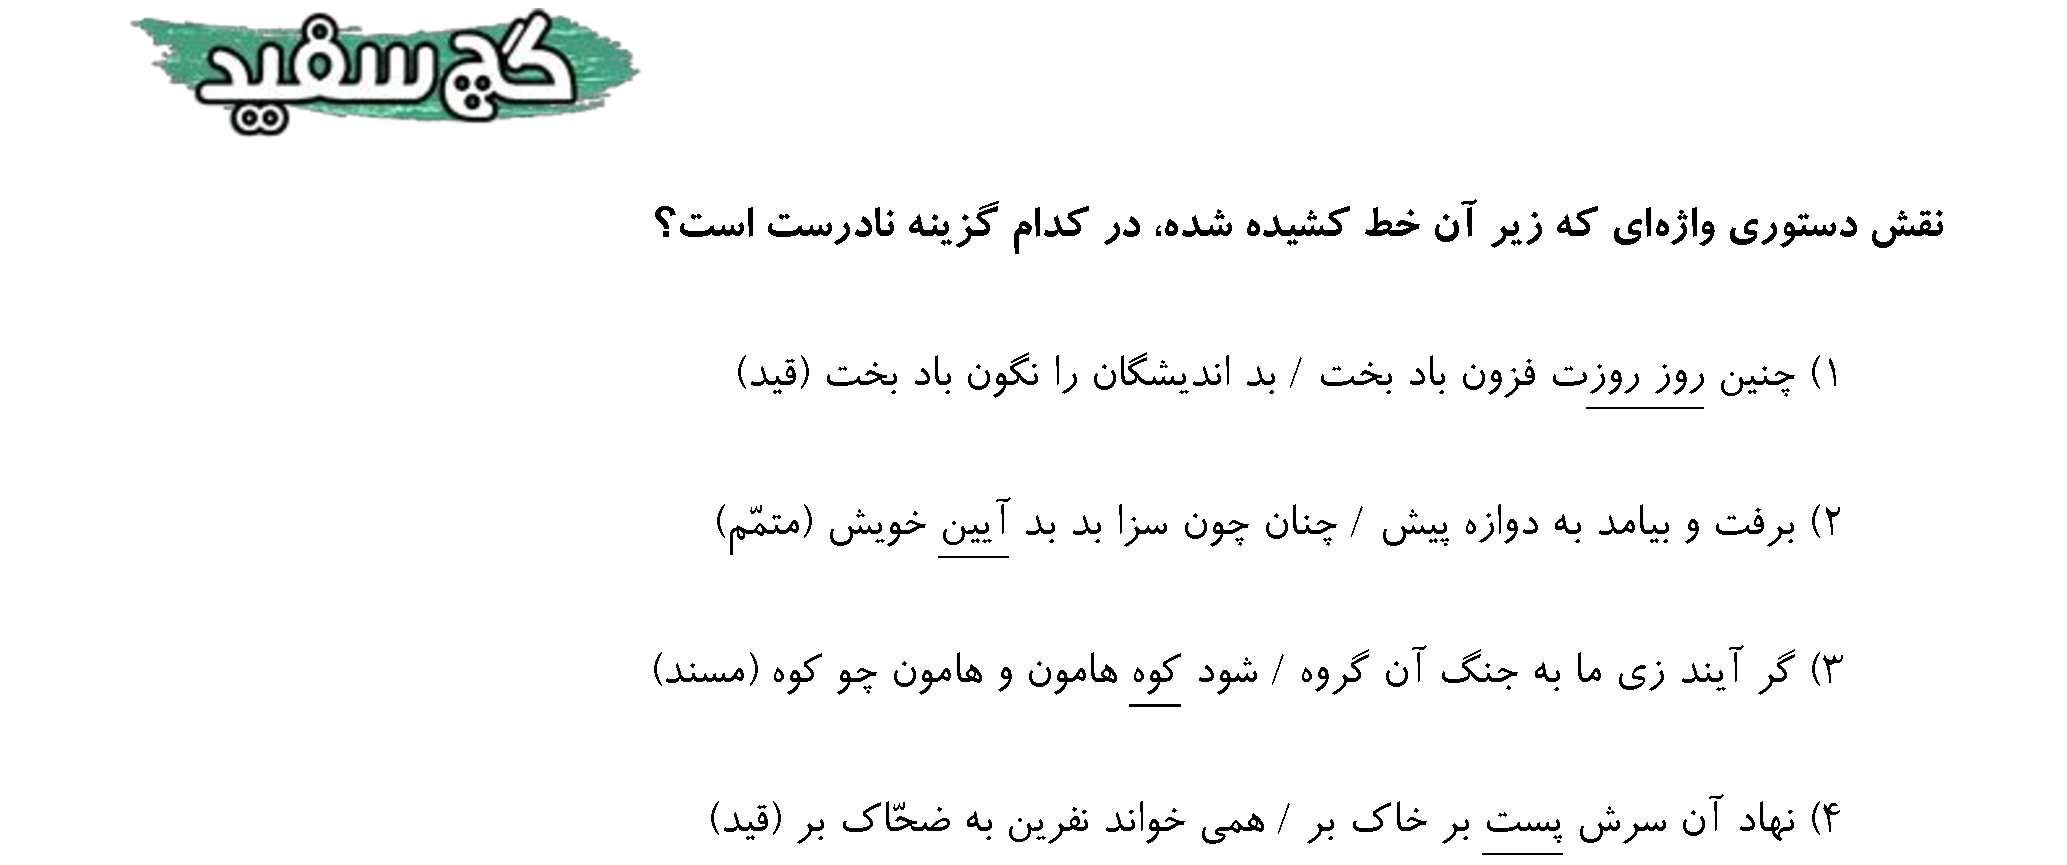 گچ سفید
نقش دستوری واژه‌ای که زیر آن خط کشیده شده، در کدام گزینه نادرست است؟
۱) چنین روز روزت فزون باد بخت / بد اندیشگان را نگون باد بخت (قید)
۲) برفت و بیامد به دوازه پیش / چنان چون سزا بد بد آیین خویش (متمّم)
۳) گر آیند زی ما به جنگ آن گروه / شود کوه هامون و هامون چو کوه (مسند)
۴) نهاد آن سرش پست بر خاک بر / همی خواند نفرین به ضحّاک بر (قید)